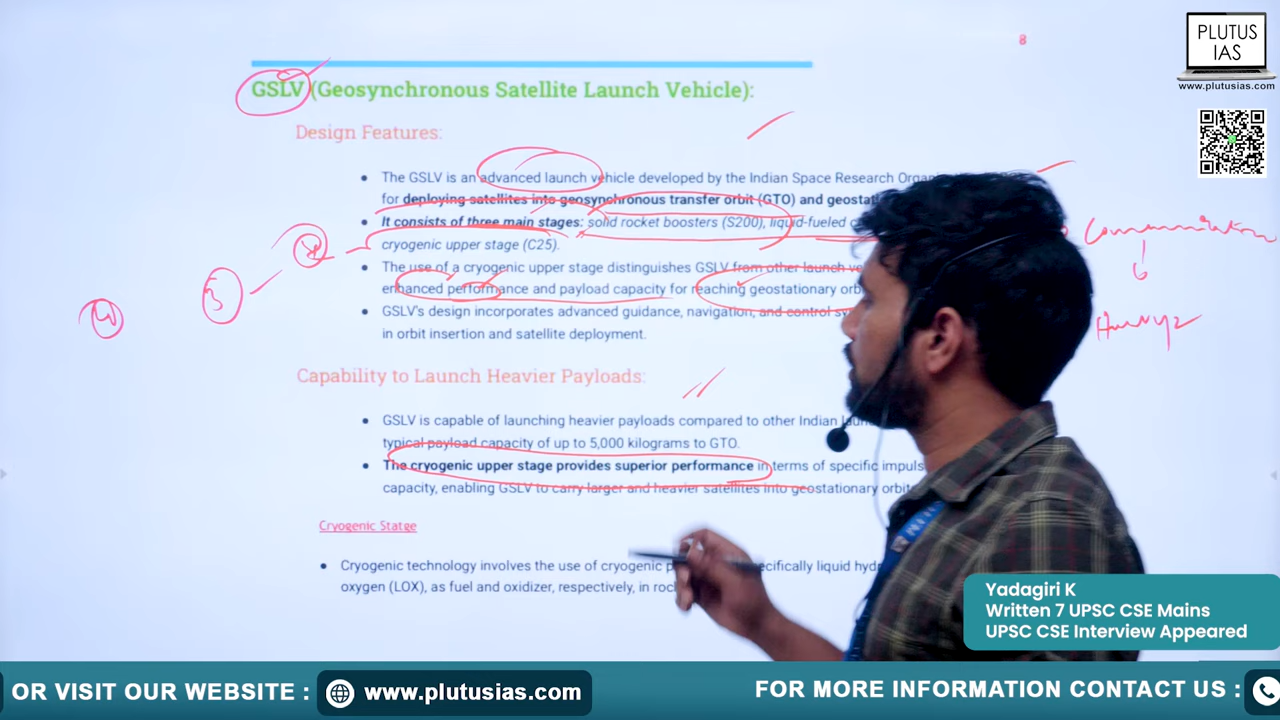 8
PLUTUS
IAS
www.plutusias.com
GSLV (Geosynchronous Satellite Launch Vehicle):
Design Features:
• The GSLV is an advanced launch vehicle developed by the Indian Space Research
for deploying satellites into geosynchronous transfer orbit (GTO) and
• It consists of three main stages: solid rocket boosters (S200), liquid-fueled
cryogenic upper stage (C25).
• The use of a cryogenic upper stage distinguishes GSLV from other launch
enhanced performance and payload capacity for reaching geostationary
• GSLV's design incorporates advanced guidance, navigation, and control
in orbit insertion and satellite deployment.
Communication
Capability to Launch Heavier Payloads:
• GSLV is capable of launching heavier payloads compared to other Indian
typical payload capacity of up to 5,000 kilograms to GTO.
• The cryogenic upper stage provides superior performance in terms of specific
capacity, enabling GSLV to carry larger and heavier satellites into geostationary
Cryogenic Statge
• Cryogenic technology involves the use of cryogenic liquid
oxygen (LOX), as fuel and oxidizer, respectively, in
Yadagiri K
Written 7 UPSC CSE Mains
UPSC CSE Interview Appeared
OR VISIT OUR WEBSITE : www.plutusias.com FOR MORE INFORMATION CONTACT US :